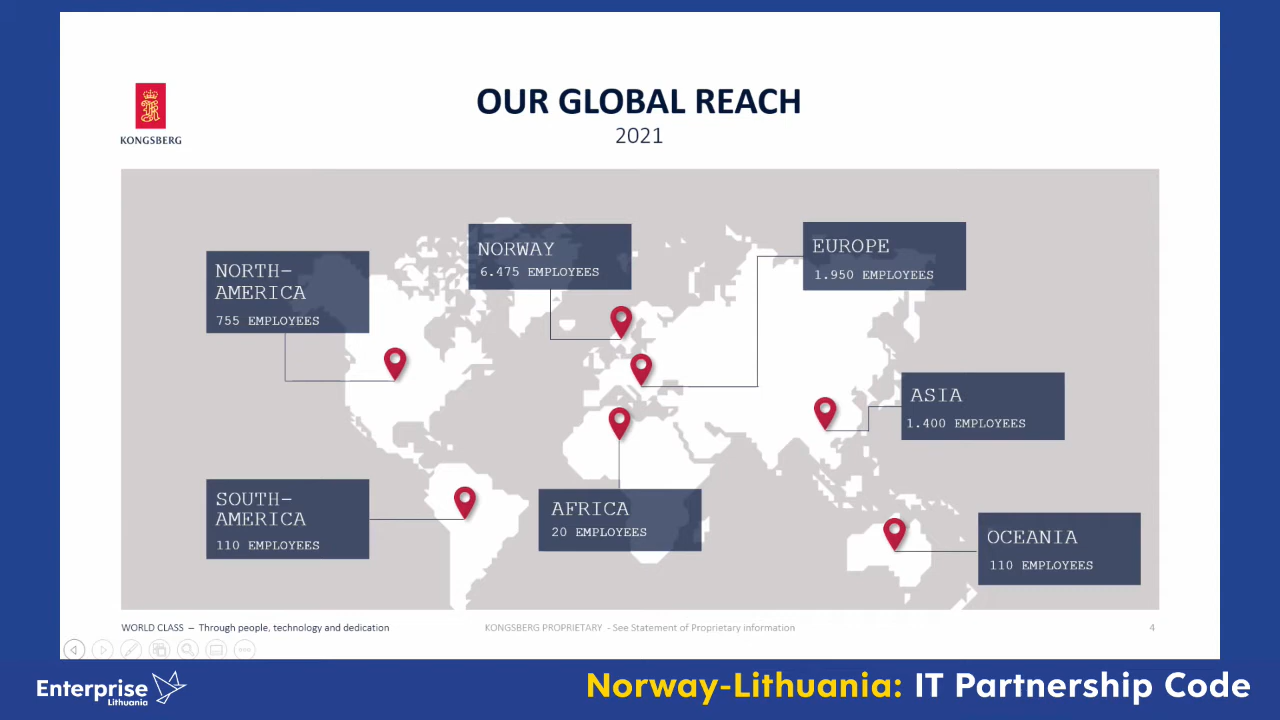 OUR GLOBAL REACH
2021
KONGSBERG
NORTH-
AMERICA
755 EMPLOYEES
NORWAY
6.475 EMPLOYEES
EUROPE
1.950 EMPLOYEES
ASIA
1.400 EMPLOYEES
SOUTH-
AMERICA
110 EMPLOYEES
AFRICA
20 EMPLOYEES
OCEANIA
110 EMPLOYEES
WORLD CLASS – Through people, technology and dedication
KONGSBERG PROPRIETARY - See Statement of Proprietary information
4
Enterprise
Lithuania
Norway-Lithuania: IT Partnership Code